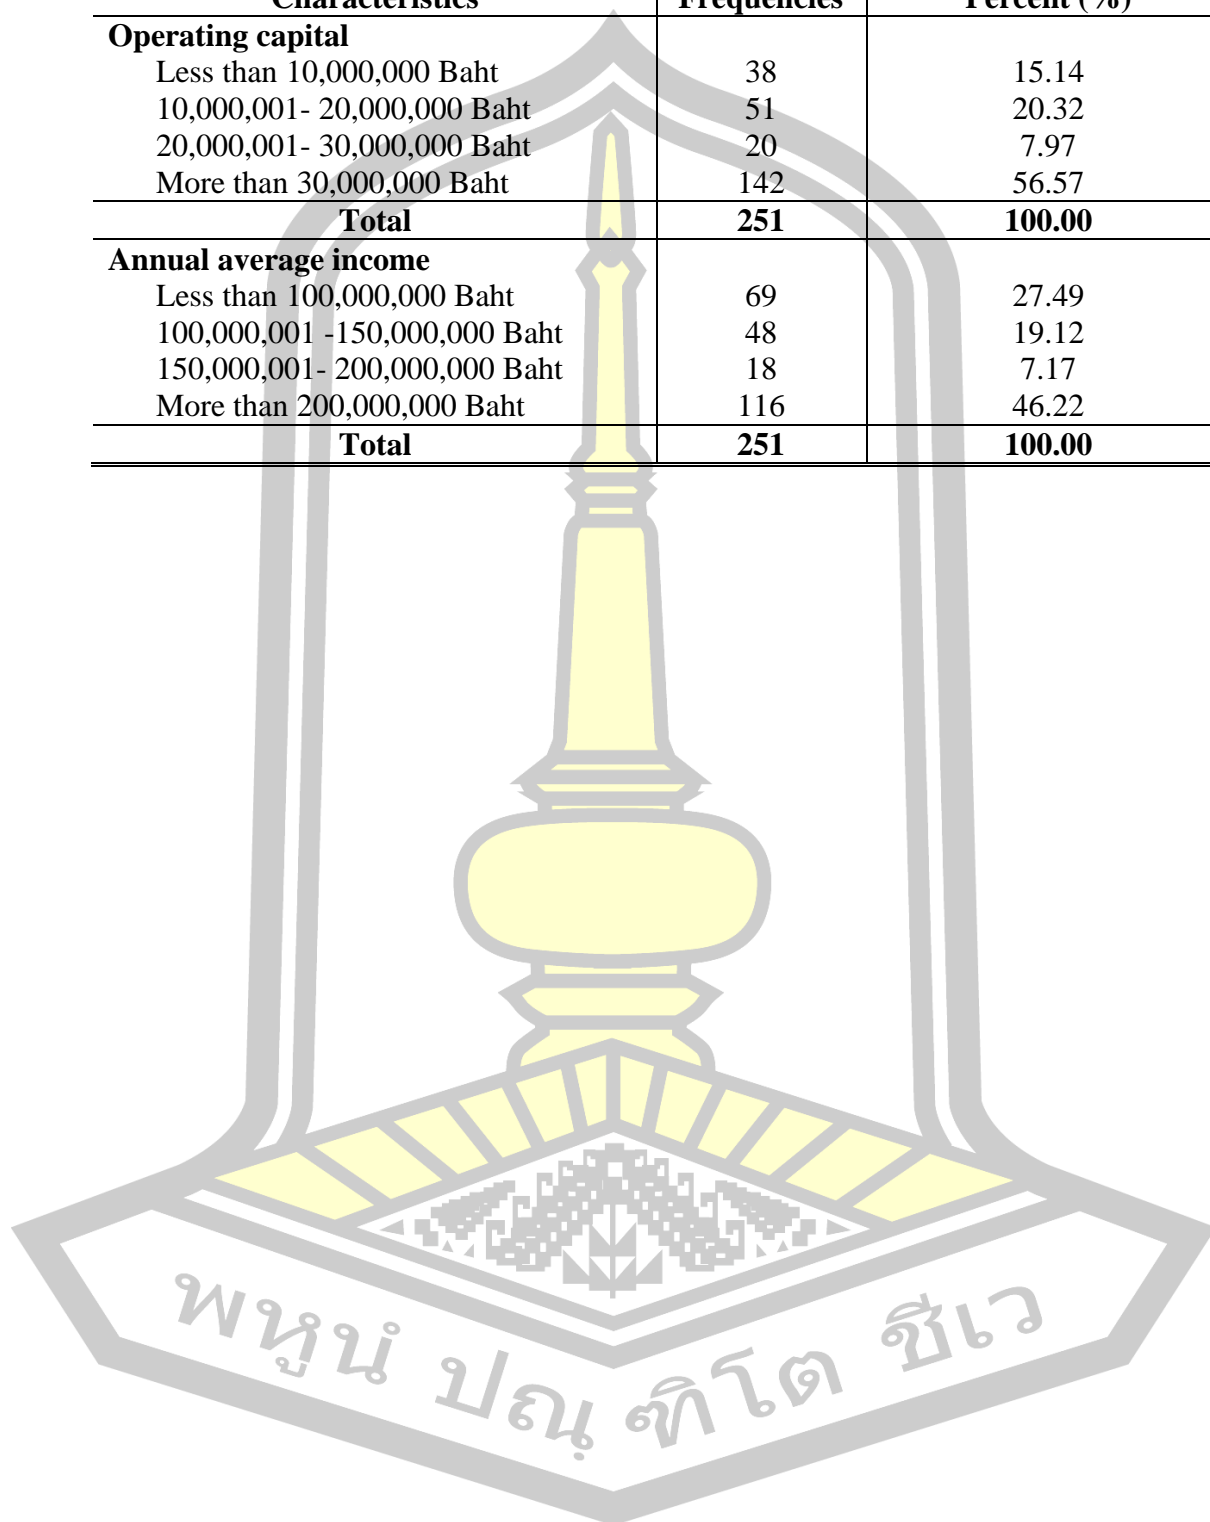 Characteristics Frequencies Percent (%)
Operating capital
Less than 10,000,000 Baht 38 15.14
10,000,001- 20,000,000 Baht 51 20.32
20,000,001- 30,000,000 Baht 20 7.97
More than 30,000,000 Baht 142 56.57
Total 251 100.00
Annual average income
Less than 100,000,000 Baht 69 27.49
100,000,001 -150,000,000 Baht 48 19.12
150,000,001- 200,000,000 Baht 18 7.17
More than 200,000,000 Baht 116 46.22
Total 251 100.00
พหูนํ ปณฺ ฑิโต ชีเว